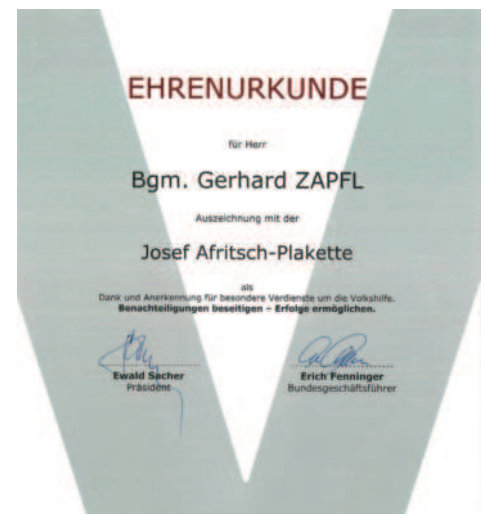 EHRENURKUNDE
für Herr
Bgm. Gerhard ZAPFL
Auszeichnung mit der
Josef Afritsch-Plakette
als
Dank und Anerkennung für besondere Verdienste um die Volkshilfe.
Benachteiligungen beseitigen – Erfolge ermöglichen.
Ewald Sacher Erich Fenninger
Präsident Bundesgeschäftsführer